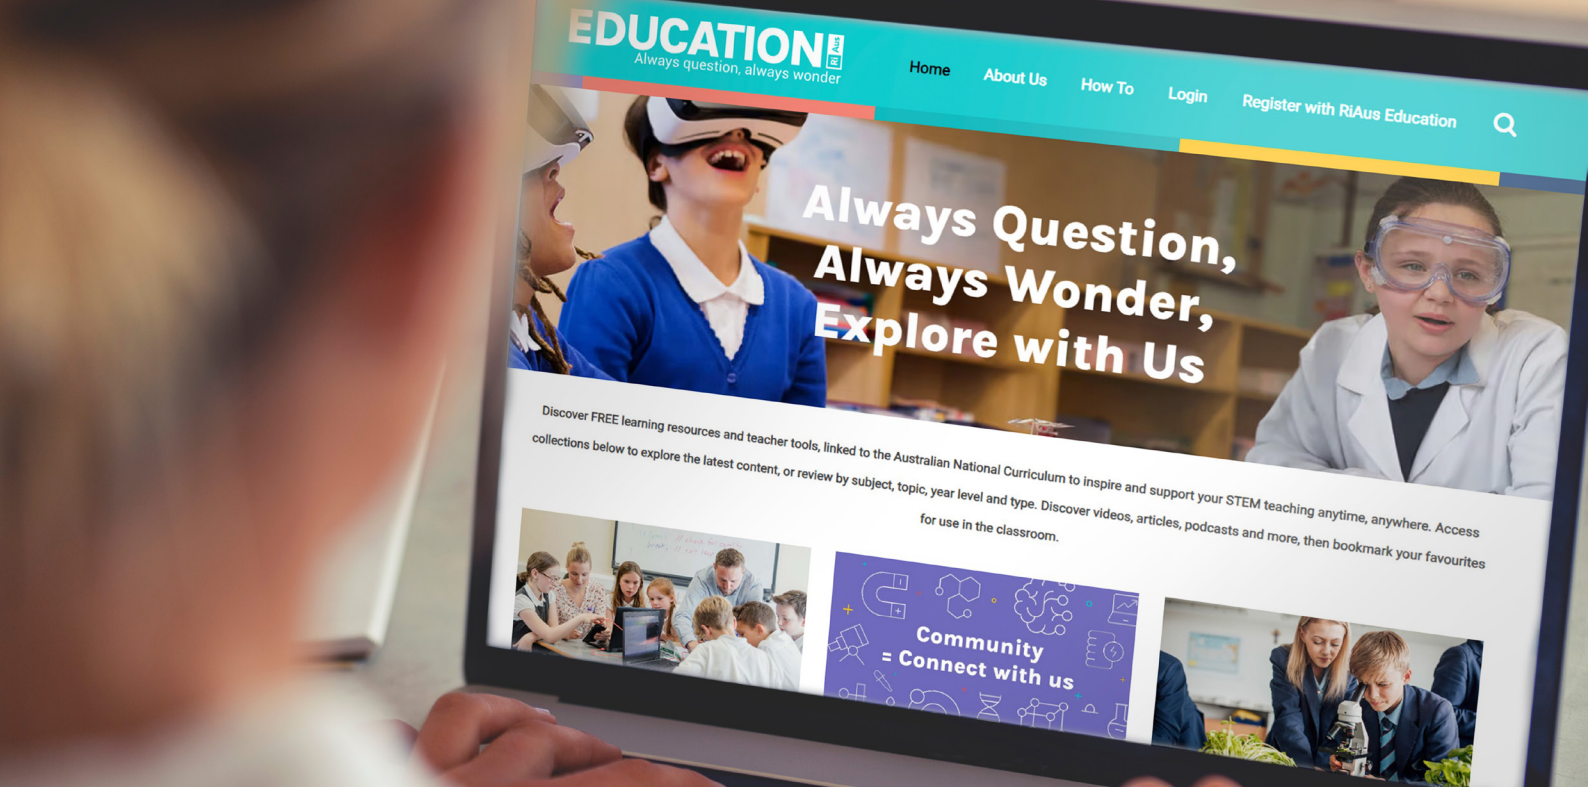 EDUCATION
RiAus
Always question, always wonder
Home
About Us
How To
Login
Register with RiAus Education
Always Question,
Always Wonder,
Explore with Us
Discover FREE learning resources and teacher tools, linked to the Australian National Curriculum to inspire and support your STEM teaching anytime, anywhere. Access
collections below to explore the latest content, or review by subject, topic, year level and type. Discover videos, articles, podcasts and more, then bookmark your favourites
for use in the classroom.
Community
= Connect with us